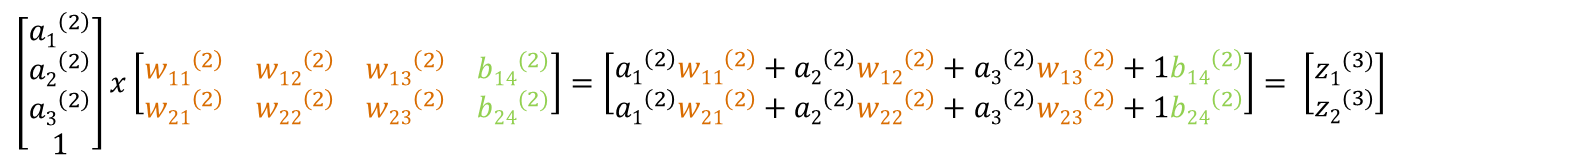 [a₁⁽²⁾ a₂⁽²⁾ a₃⁽²⁾ 1] x [w₁₁⁽²⁾ w₁₂⁽²⁾ w₁₃⁽²⁾ b₁₄⁽²⁾ = [a₁⁽²⁾w₁₁⁽²⁾ + a₂⁽²⁾w₁₂⁽²⁾ + a₃⁽²⁾w₁₃⁽²⁾ + 1b₁₄⁽²⁾ = [z₁⁽³⁾
w₂₁⁽²⁾ w₂₂⁽²⁾ w₂₃⁽²⁾ b₂₄⁽²⁾] a₁⁽²⁾w₂₁⁽²⁾ + a₂⁽²⁾w₂₂⁽²⁾ + a₃⁽²⁾w₂₃⁽²⁾ + 1b₂₄⁽²⁾] z₂⁽³⁾]